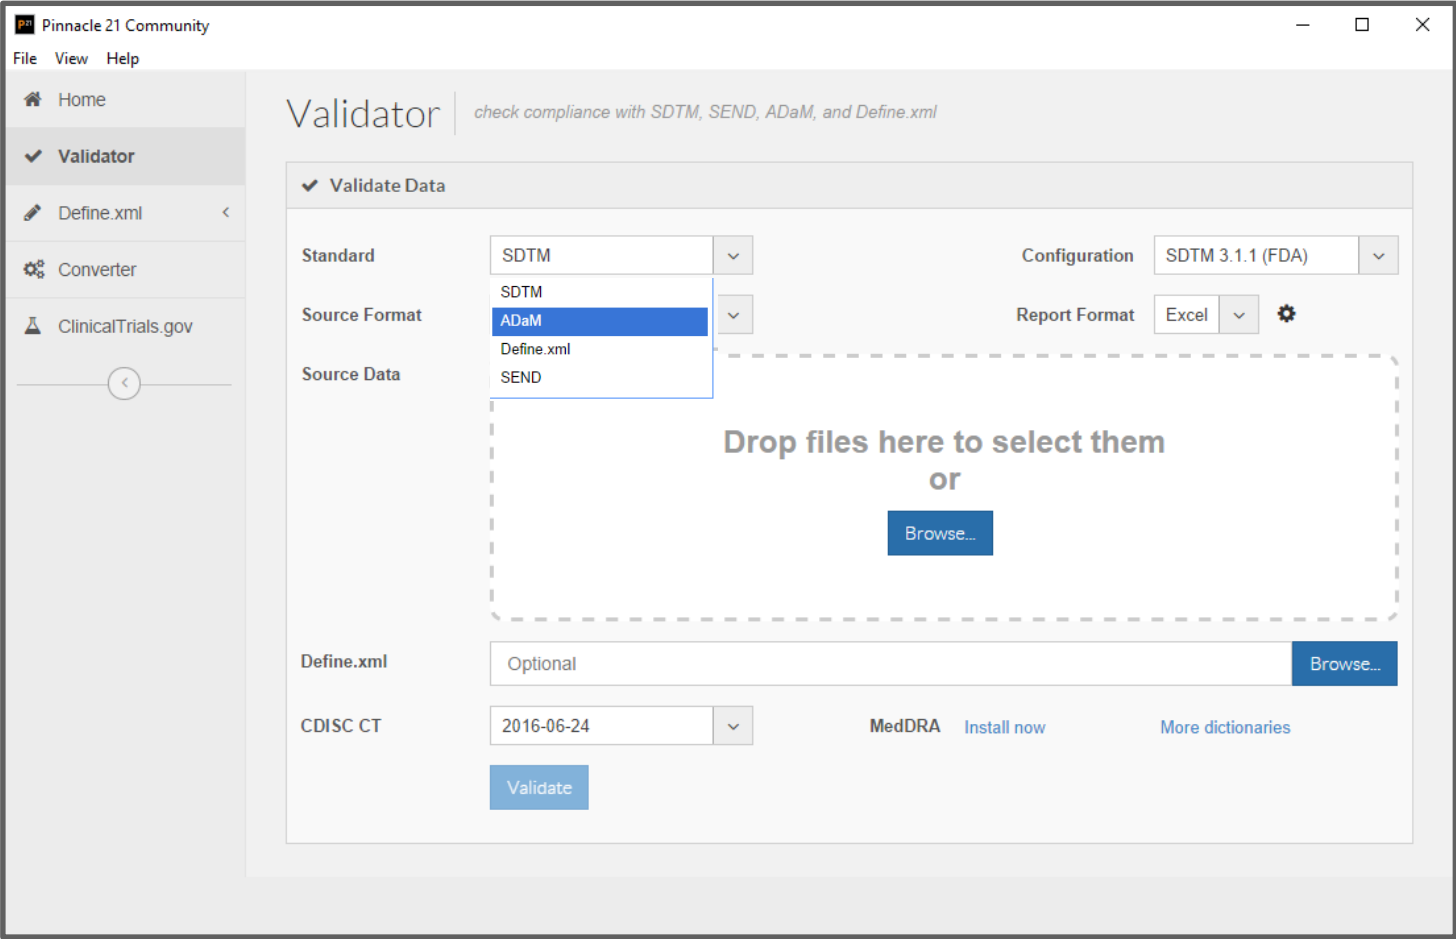 P21 Pinnacle 21 Community
File View Help
Home
Validator
Define.xml
Converter
ClinicalTrials.gov
Validator check compliance with SDTM, SEND, ADaM, and Define.xml
Validate Data
Standard SDTM Configuration SDTM 3.1.1 (FDA)
SDTM
ADaM
Define.xml
SEND
Source Format Report Format Excel
Source Data
Drop files here to select them
or
Browse...
Define.xml Optional Browse...
CDISC CT 2016-06-24 MedDRA Install now More dictionaries
Validate